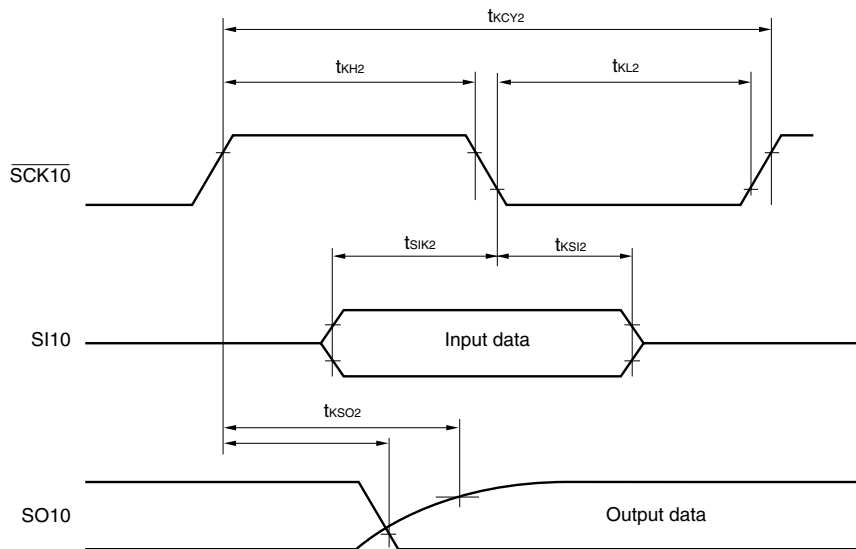 tKCY2
tKH2
tKL2
SCK10
tSIK2
tKSI2
SI10
Input data
tKSO2
SO10
Output data